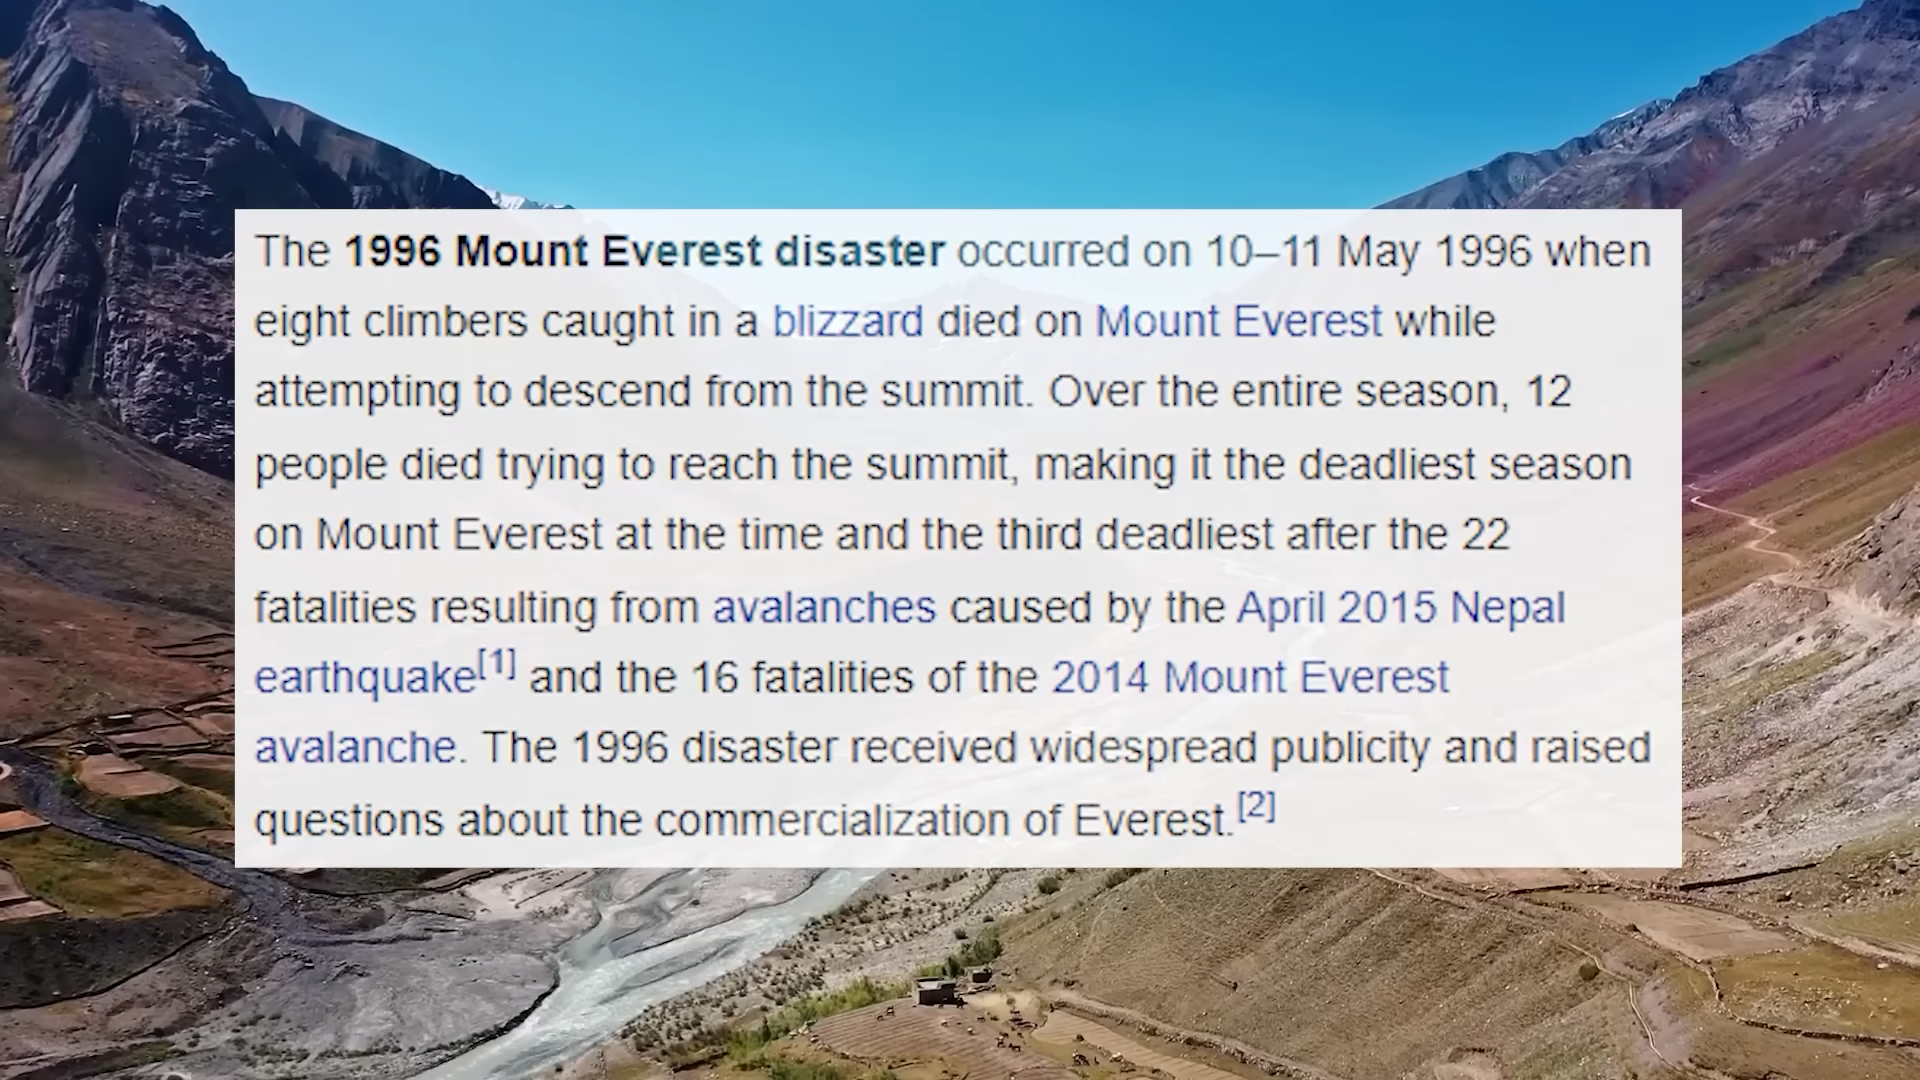 The 1996 Mount Everest disaster occurred on 10–11 May 1996 when
eight climbers caught in a blizzard died on Mount Everest while
attempting to descend from the summit. Over the entire season, 12
people died trying to reach the summit, making it the deadliest season
on Mount Everest at the time and the third deadliest after the 22
fatalities resulting from avalanches caused by the April 2015 Nepal
earthquake[1] and the 16 fatalities of the 2014 Mount Everest
avalanche. The 1996 disaster received widespread publicity and raised
questions about the commercialization of Everest.[2]